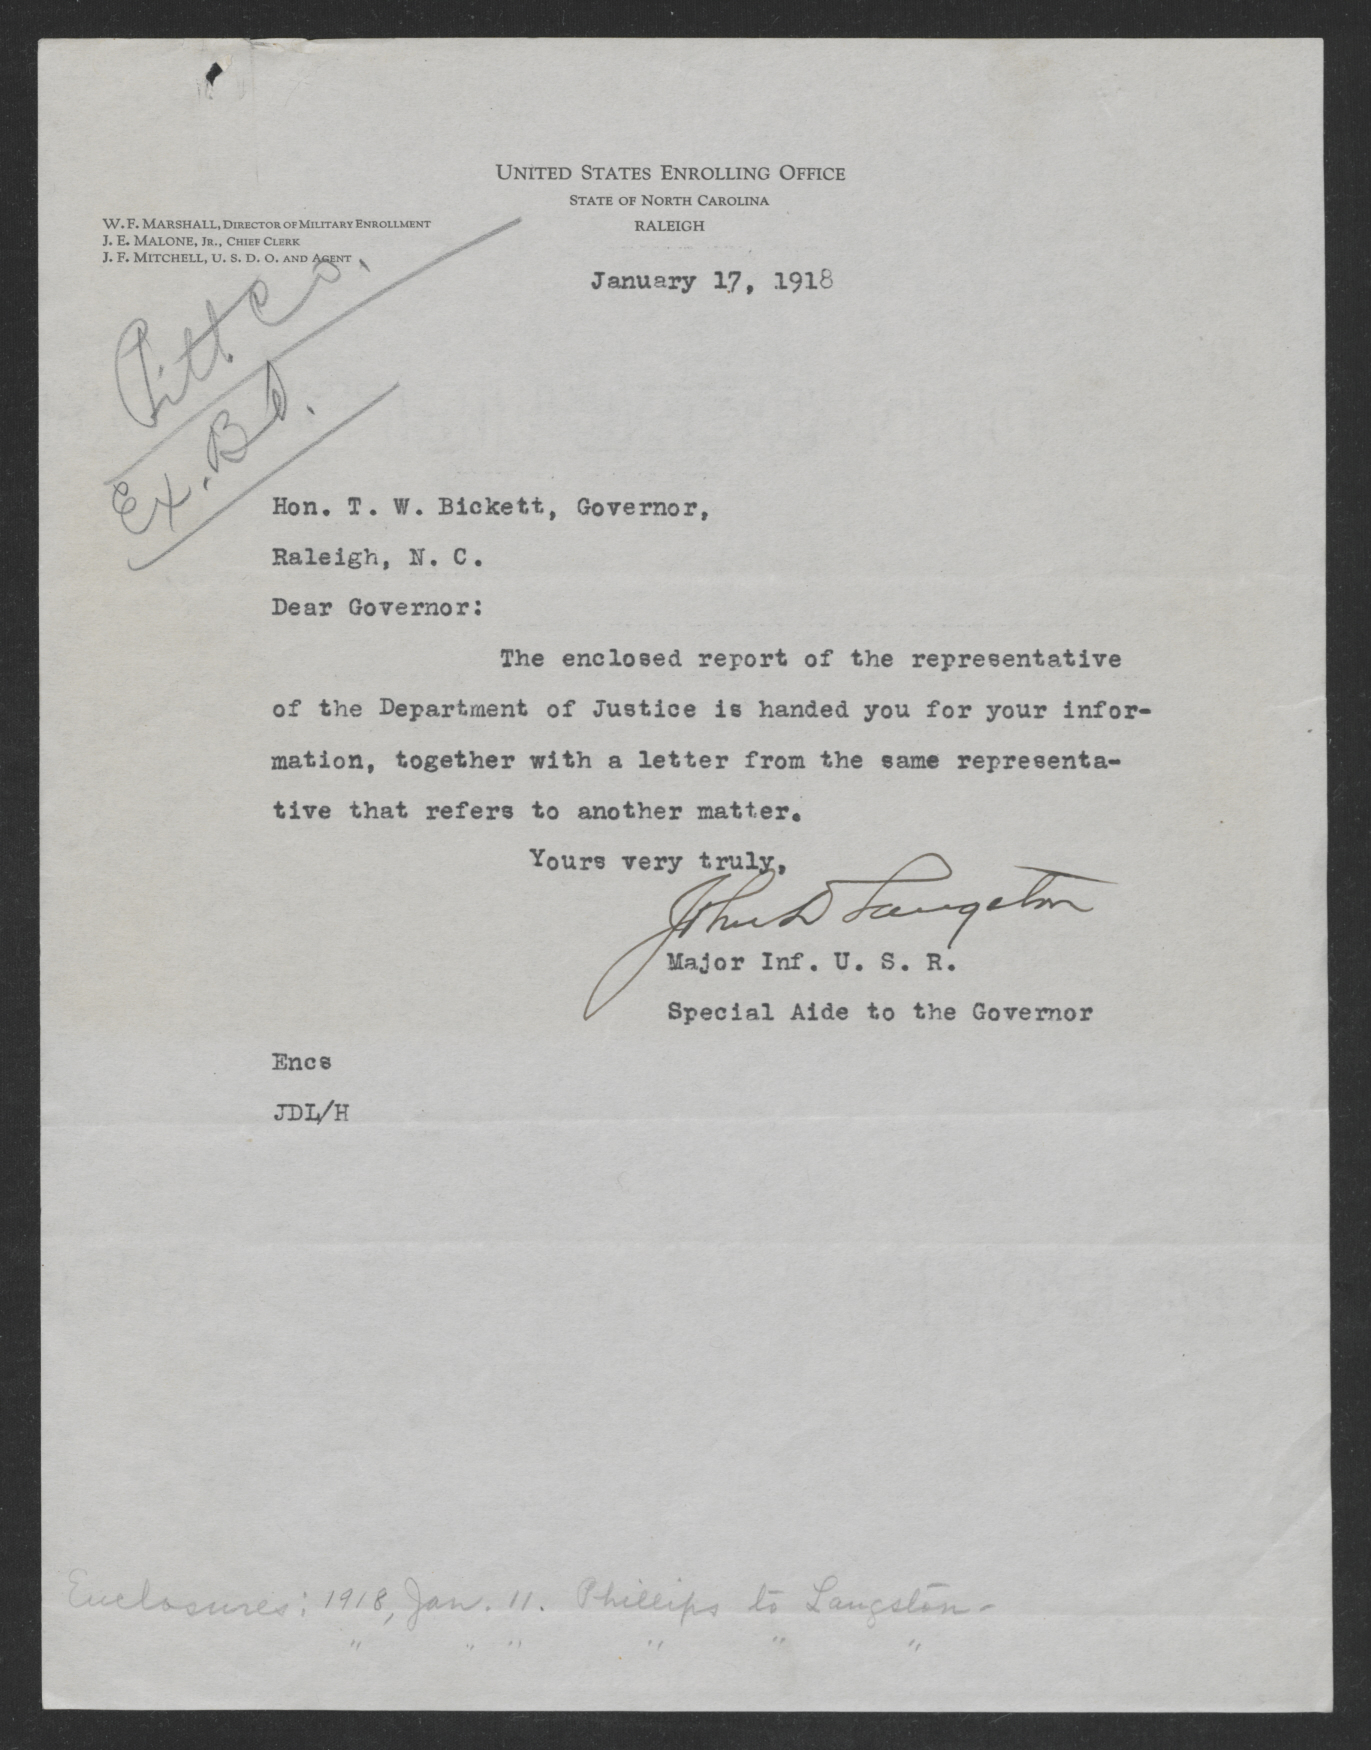 UNITED STATES ENROLLING OFFICE
STATE OF NORTH CAROLINA
RALEIGH
W. F. MARSHALL, DIRECTOR OF MILITARY ENROLLMENT
J. E. MALONE, JR., CHIEF CLERK
J. F. MITCHELL, U. S. D. O. AND AGENT
January 17, 1918
Pitt Co.
Ex. Bd.
Hon. T. W. Bickett, Governor,
Raleigh, N. C.
Dear Governor:
The enclosed report of the representative
of the Department of Justice is handed you for your infor-
mation, together with a letter from the same representa-
tive that refers to another matter.
Yours very truly,
John D Langston
Major Inf. U. S. R.
Special Aide to the Governor
Encs
JDL/H
Enclosures: 1918, Jan. 11. Phillips to Langston-
" " " " " "